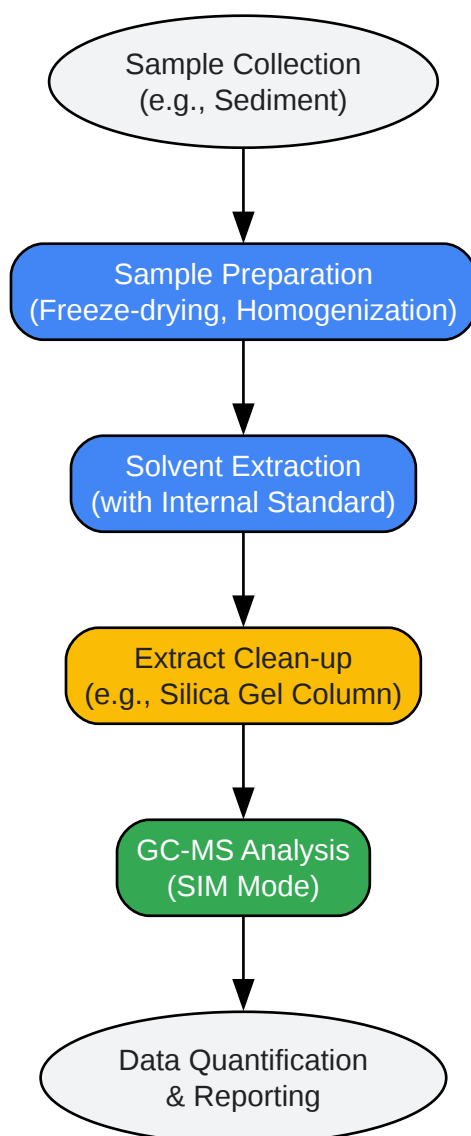 Sample Collection
(e.g., Sediment)
Sample Preparation
(Freeze-drying, Homogenization)
Solvent Extraction
(with Internal Standard)
Extract Clean-up
(e.g., Silica Gel Column)
GC-MS Analysis
(SIM Mode)
Data Quantification
& Reporting